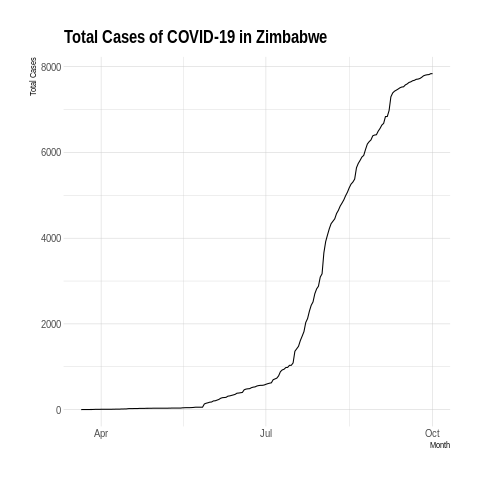 Total Cases of COVID-19 in Zimbabwe
Total Cases
8000
6000
4000
2000
0
Apr Jul Oct
Month